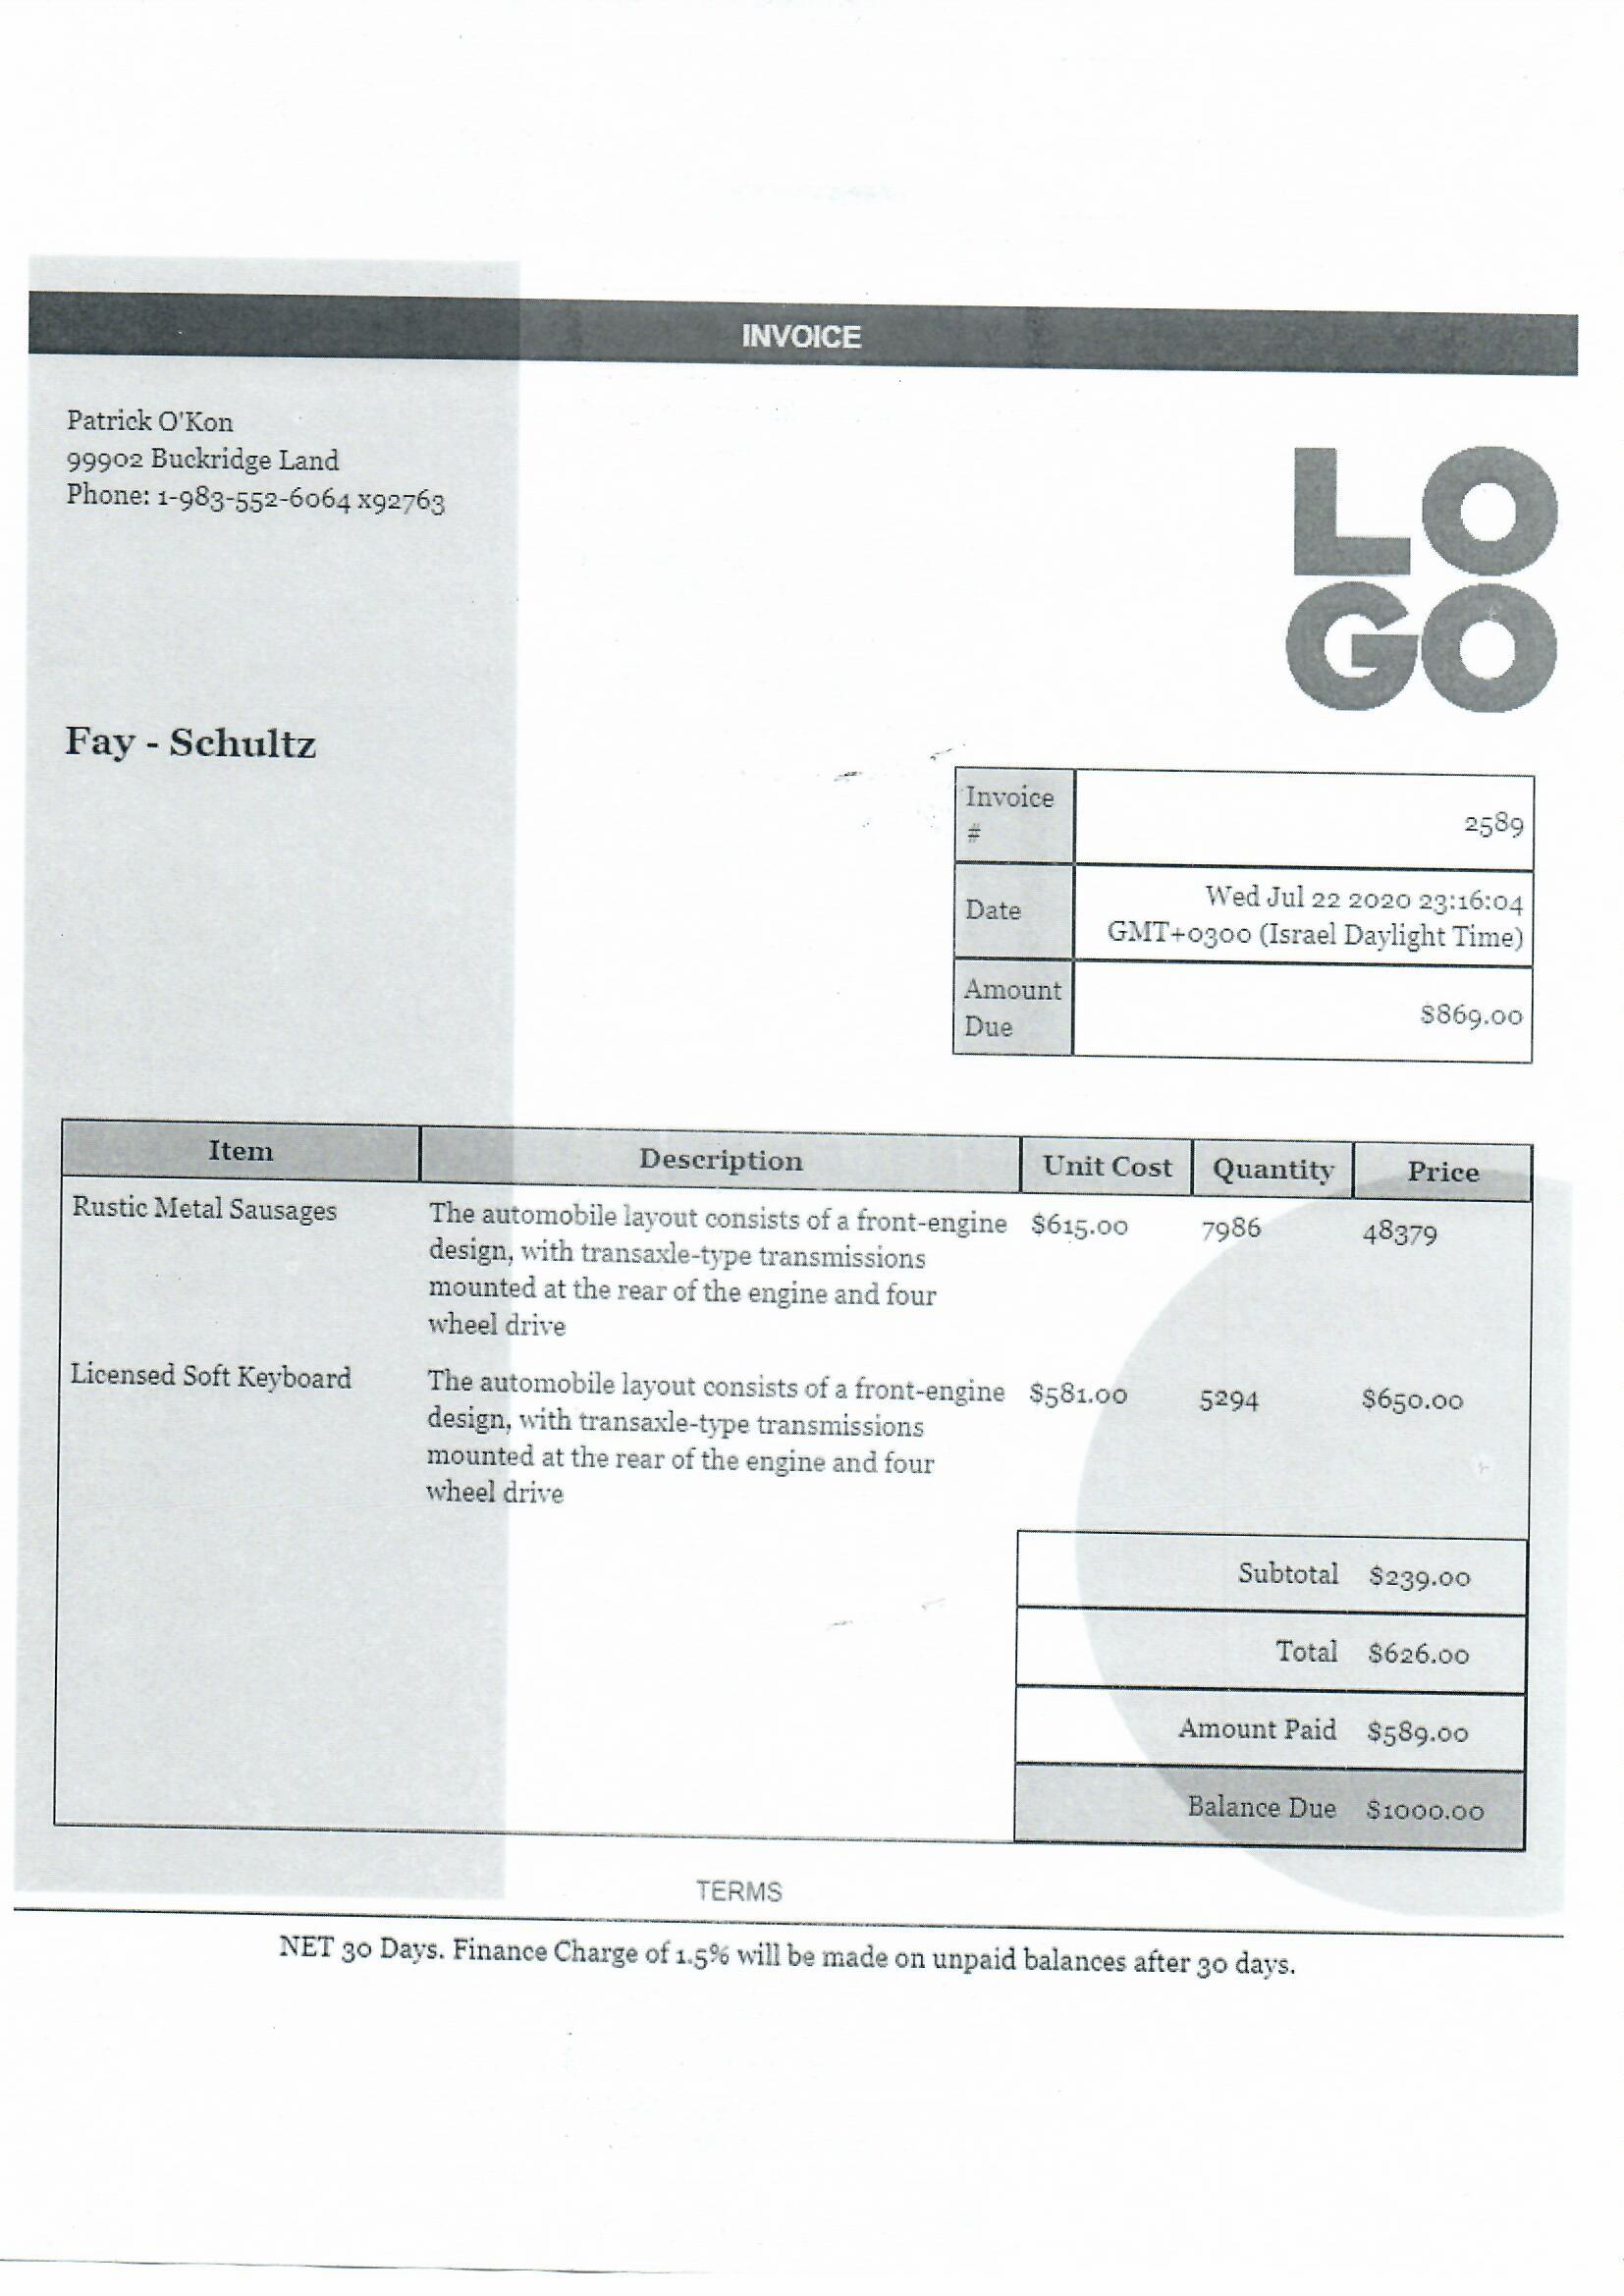 INVOICE
Patrick O'Kon
99902 Buckridge Land
Phone: 1-983-552-6064 x92763
LO
GO
Fay - Schultz
Invoice
#
2589
Date
Wed Jul 22 2020 23:16:04
GMT+0300 (Israel Daylight Time)
Amount
Due
$869.00
Item Description Unit Cost Quantity Price
Rustic Metal Sausages The automobile layout consists of a front-engine $615.00 7986 48379
design, with transaxle-type transmissions
mounted at the rear of the engine and four
wheel drive
Licensed Soft Keyboard The automobile layout consists of a front-engine $581.00 5294 $650.00
design, with transaxle-type transmissions
mounted at the rear of the engine and four
wheel drive
Subtotal $239.00
Total $626.00
Amount Paid $589.00
Balance Due $1000.00
TERMS
NET 30 Days. Finance Charge of 1.5% will be made on unpaid balances after 30 days.